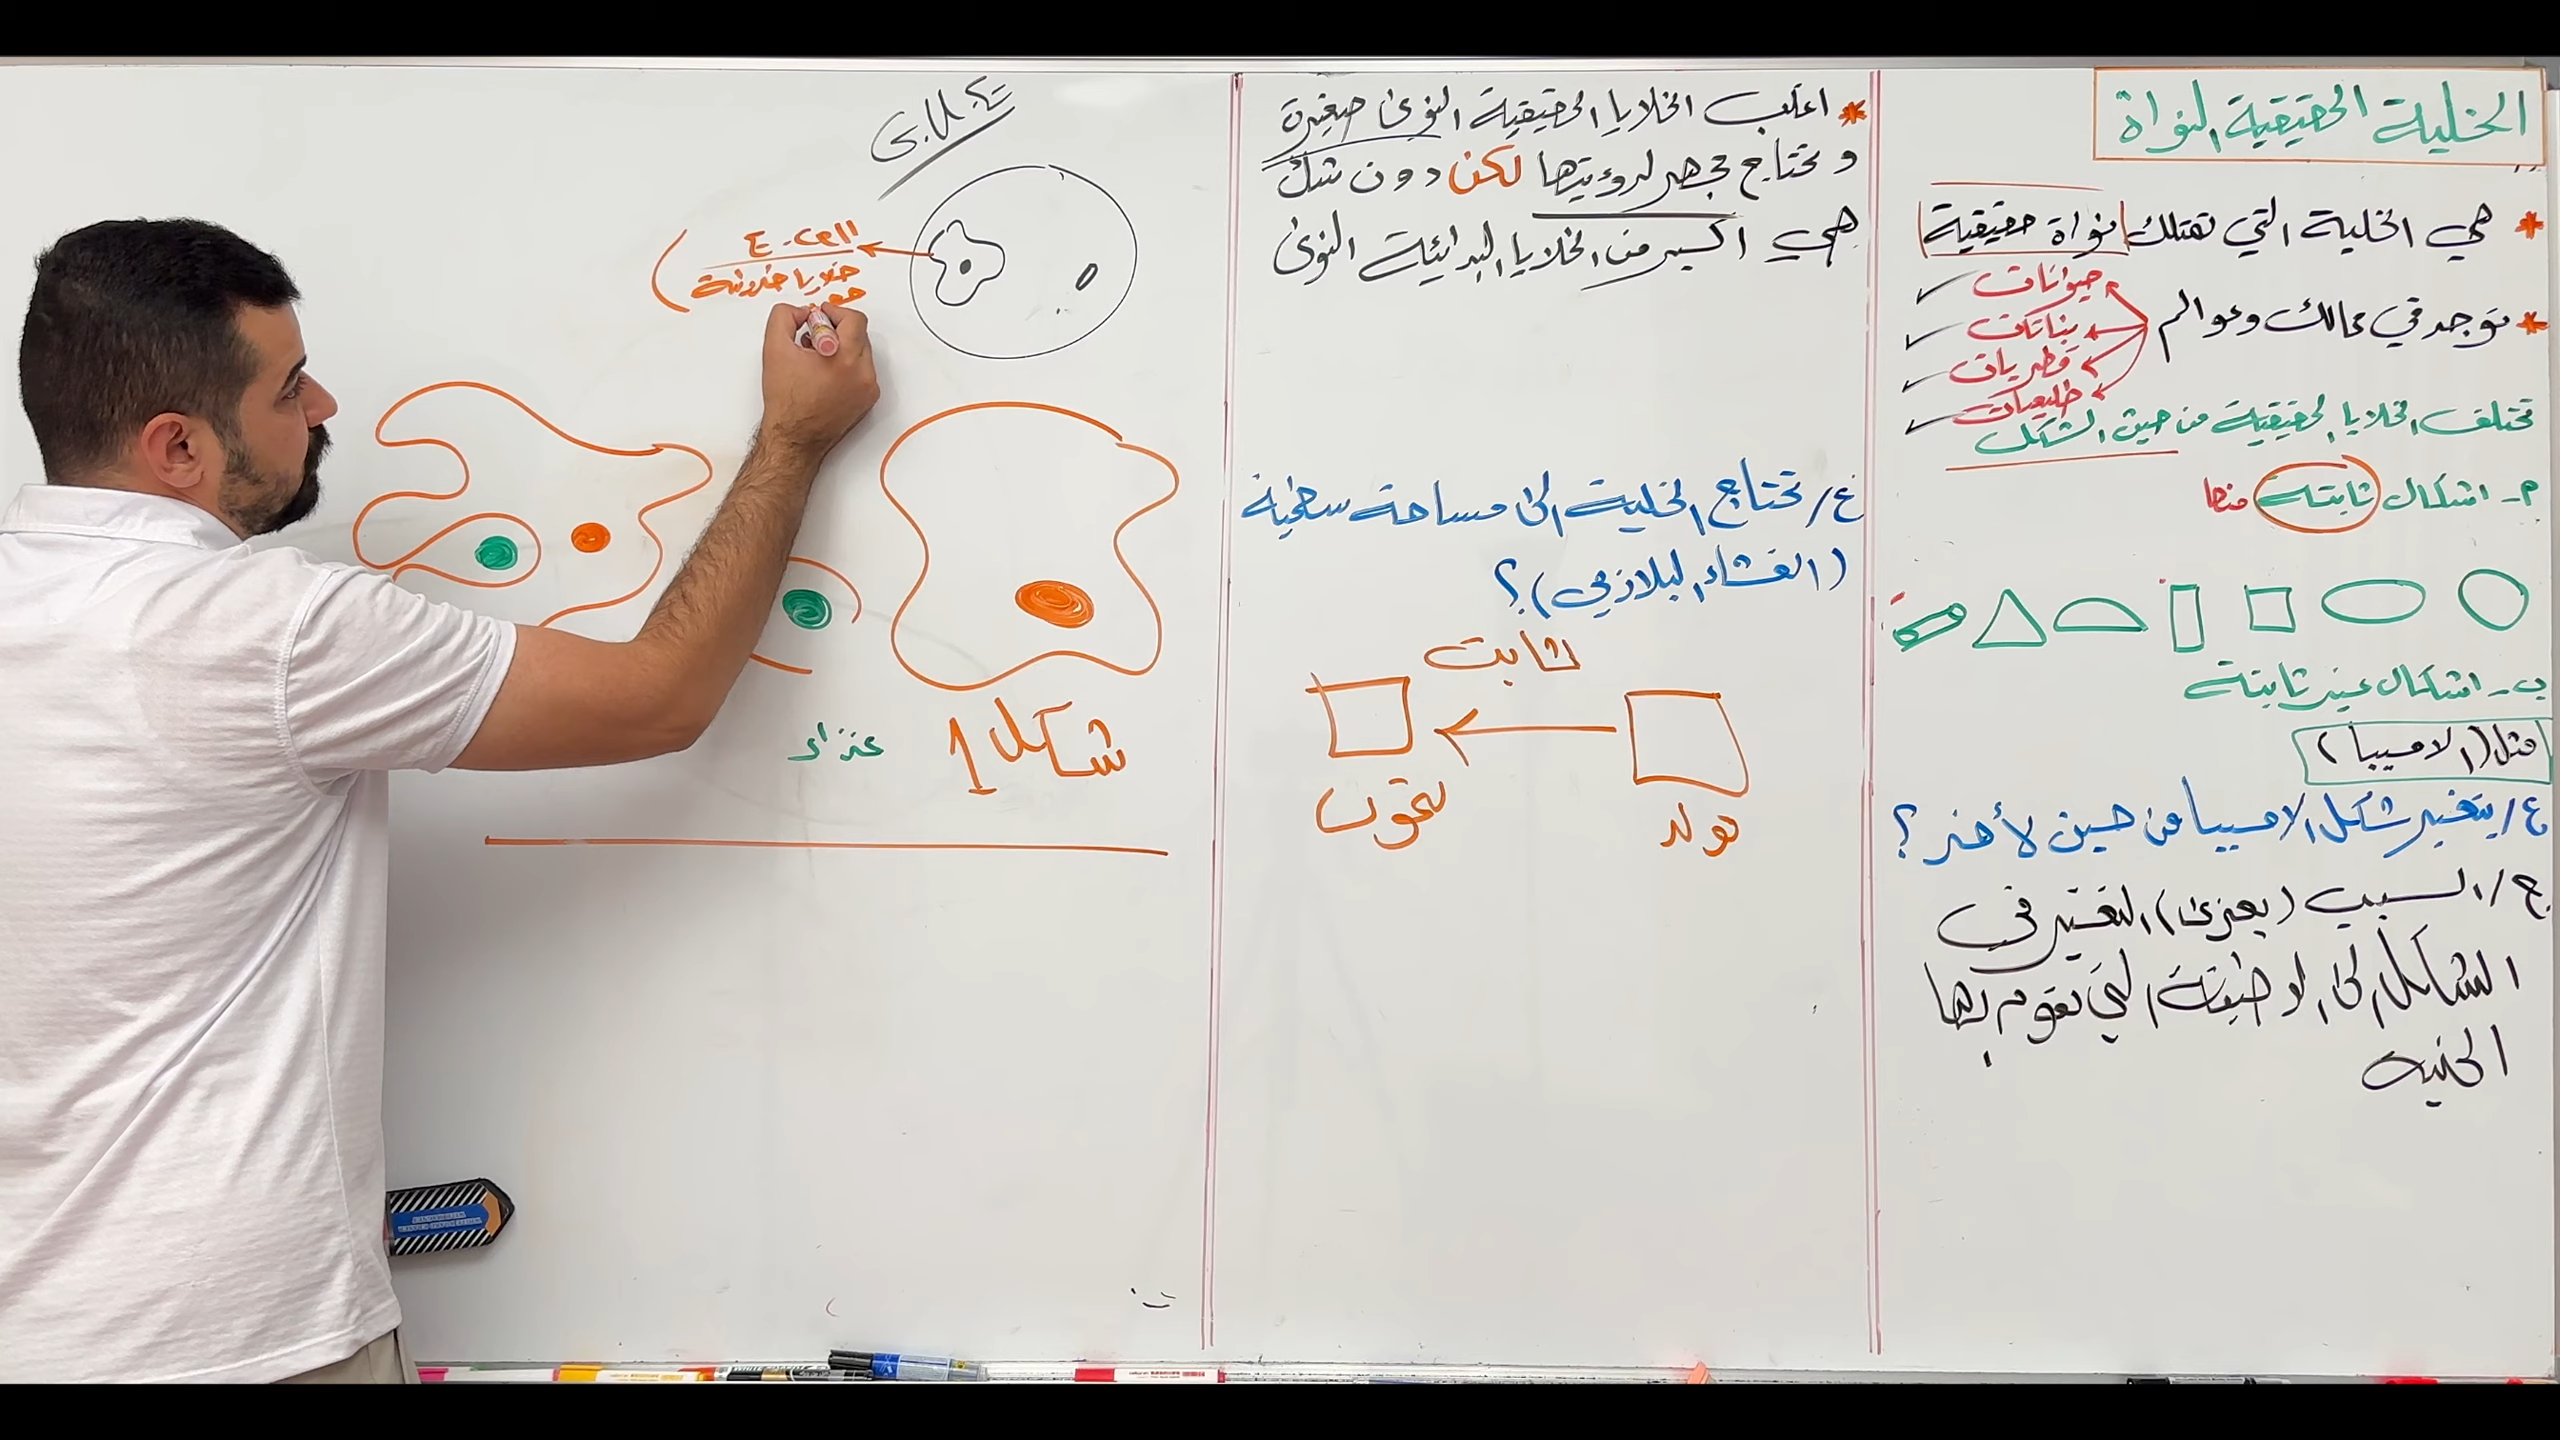 الخلية الحقيقية النواة
* هي الخلية التي تمتلك نواة حقيقية
* توجد في ممالك وعوالم
حيوانات
نباتات
فطريات
طليعيات
تختلف الخلايا الحقيقية من حيث الشكل
م- اشكال ثابتة منها
ب- اشكال غير ثابتة
مثل (الاميبا)
ع/ يتغير شكل الاميبا من حين لأخر؟
ج/ السبب (يعزى) التغير في
الشكل الى الوظيفة التي تقوم بها
الخلية
* اغلب الخلايا الحقيقية النوى صغيرة
و تحتاج مجهر لرؤيتها لكن دون شك
هي اكبر من الخلايا البدائية النوى
ع/ تحتاج الخلية الى مساحة سطحية
(الغشاء البلازمي)؟
ثابت
تولد
تموت
E-Cell
خلايا
شكل 1
غذاء